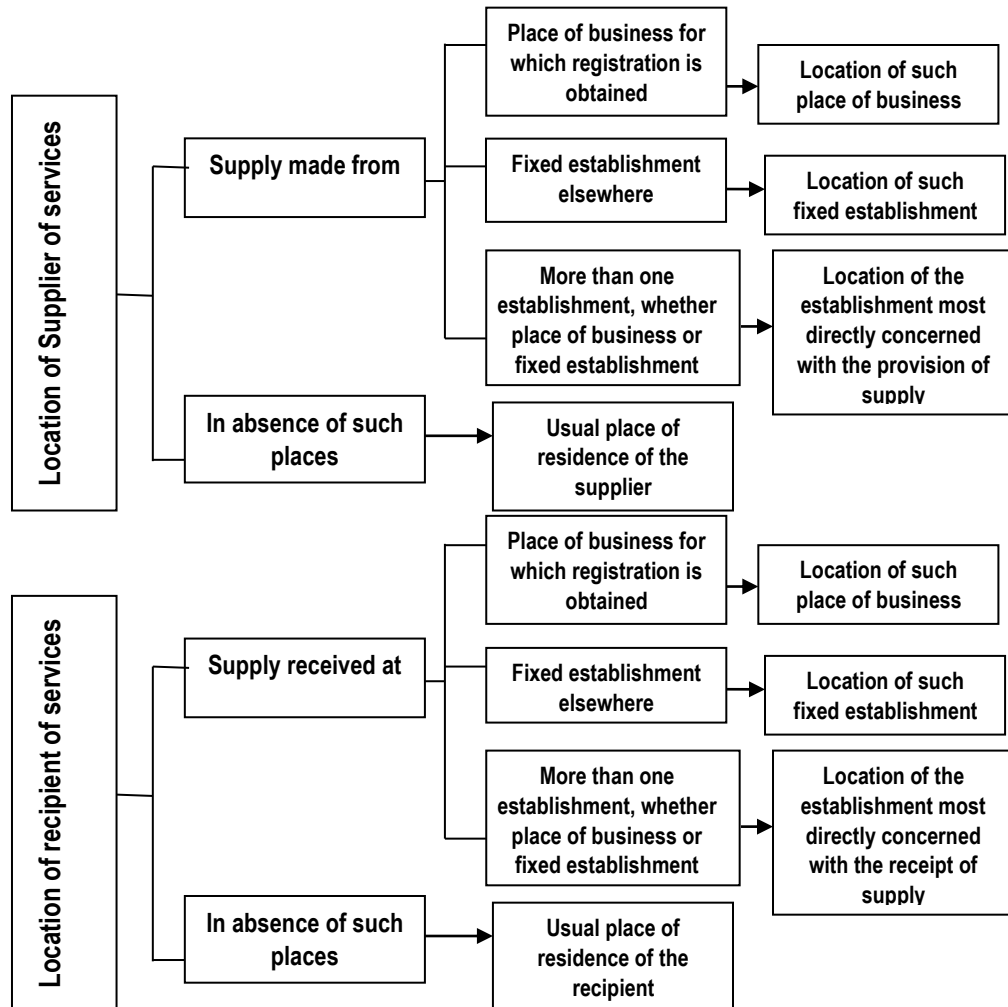 Location of Supplier of services
Supply made from
Place of business for
which registration is
obtained
Location of such
place of business
Fixed establishment
elsewhere
Location of such
fixed establishment
More than one
establishment, whether
place of business or
fixed establishment
Location of the
establishment most
directly concerned
with the provision of
supply
In absence of such
places
Usual place of
residence of the
supplier
Location of recipient of services
Supply received at
Place of business for
which registration is
obtained
Location of such
place of business
Fixed establishment
elsewhere
Location of such
fixed establishment
More than one
establishment, whether
place of business or
fixed establishment
Location of the
establishment most
directly concerned
with the receipt of
supply
In absence of such
places
Usual place of
residence of the
recipient